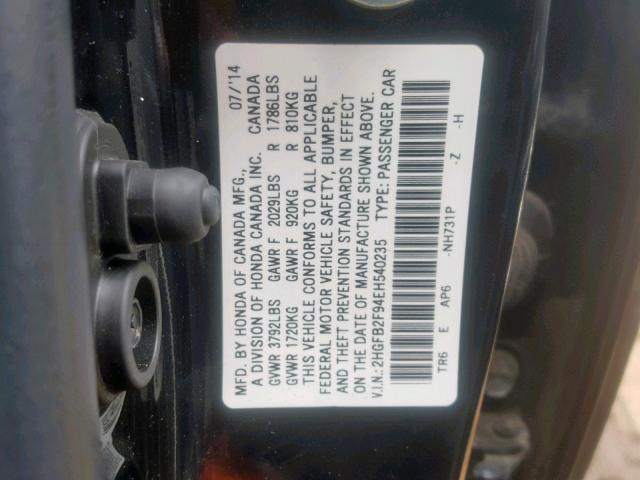 MFD. BY HONDA OF CANADA MFG., 07/'14
A DIVISION OF HONDA CANADA INC. CANADA
GVWR 3792LBS GAWR F 2029LBS R 1786LBS
GVWR 1720KG GAWR F 920KG R 810KG
THIS VEHICLE CONFORMS TO ALL APPLICABLE
FEDERAL MOTOR VEHICLE SAFETY, BUMPER,
AND THEFT PREVENTION STANDARDS IN EFFECT
ON THE DATE OF MANUFACTURE SHOWN ABOVE.
V.I.N.: 2HGFB2F94EH540235 TYPE: PASSENGER CAR
TR6 E AP6 -NH731P -Z -H